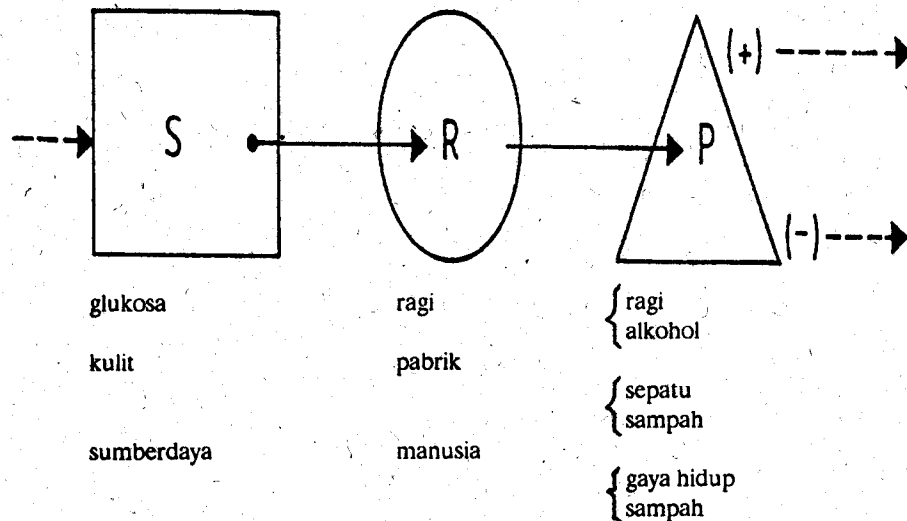 S R P (+)
(-)
glukosa ragi ragi
alkohol
kulit pabrik
sepatu
sampah
sumberdaya manusia
gaya hidup
sampah